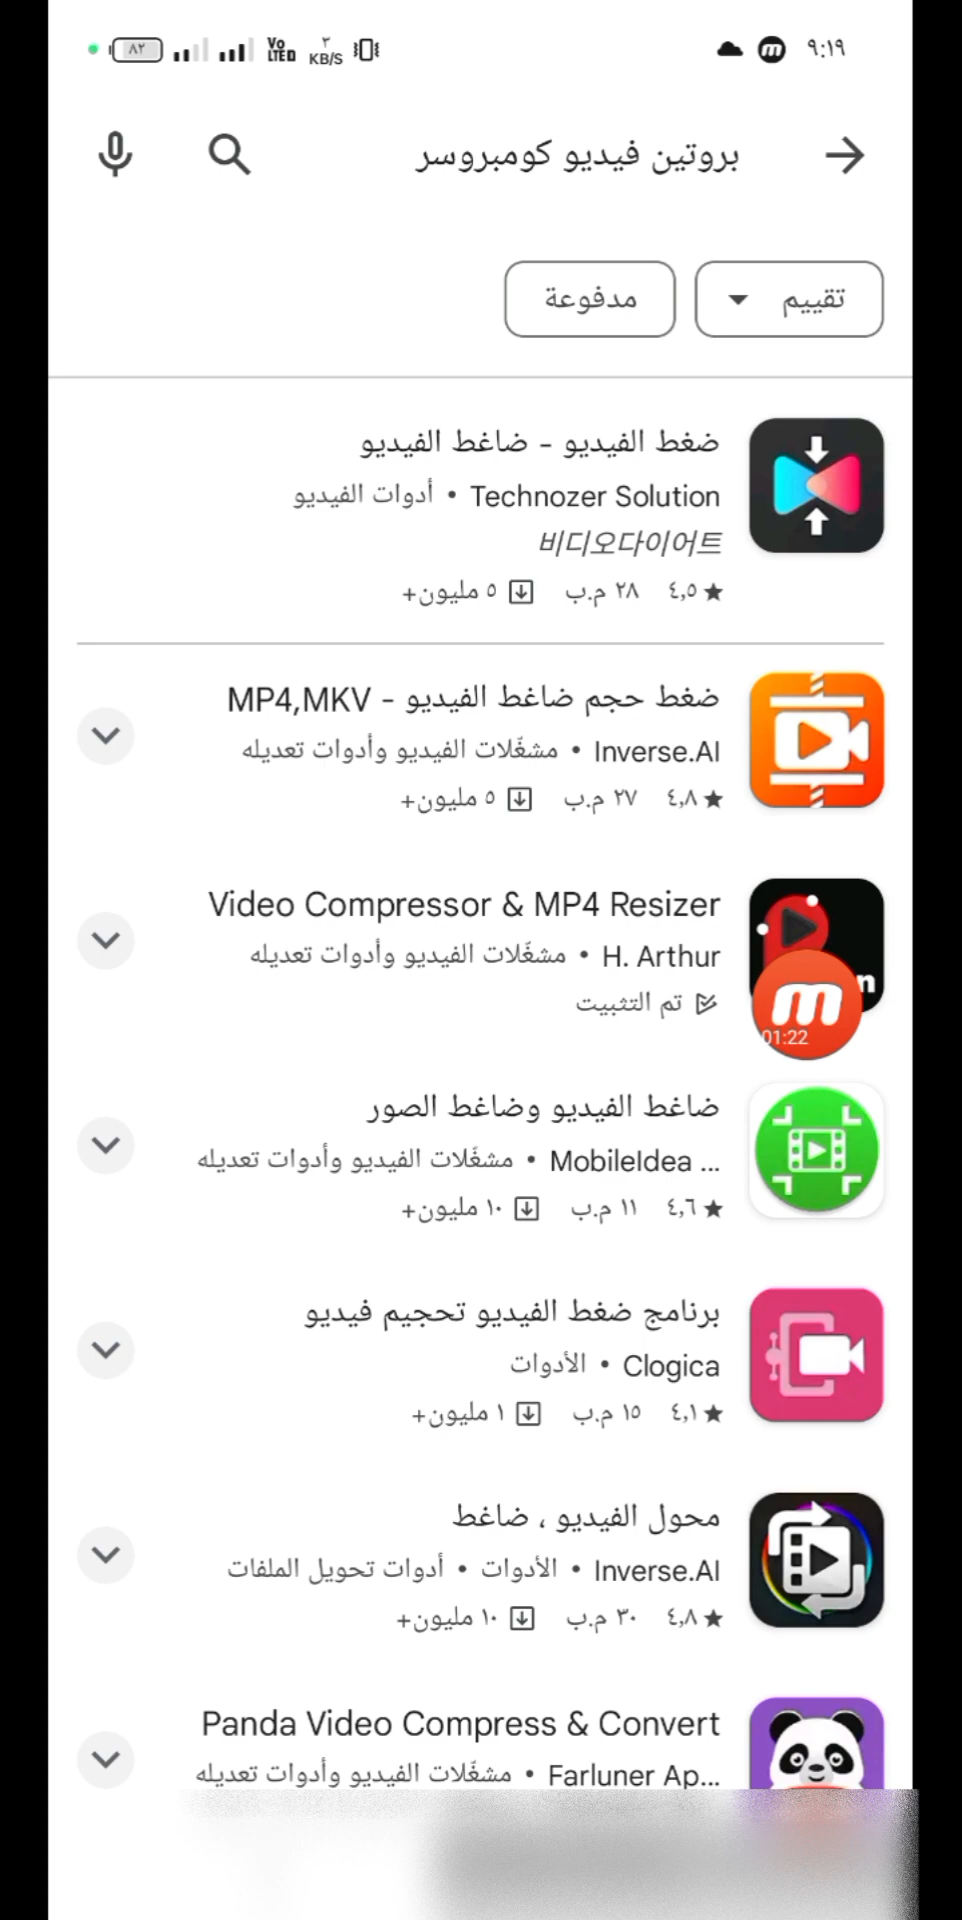 ٩:١٩
٨٢
Vo
LTE
٣
KB/S
بروتين فيديو كومبروسر
تقييم
مدفوعة
ضغط الفيديو - ضاغط الفيديو
Technozer Solution • أدوات الفيديو
비디오다이어트
٤,٥ ★ ٢٨ م.ب ٥ مليون+
ضغط حجم ضاغط الفيديو - MP4,MKV
Inverse.AI • مشغّلات الفيديو وأدوات تعديله
٤,٨ ★ ٢٧ م.ب ٥ مليون+
Video Compressor & MP4 Resizer
H. Arthur • مشغّلات الفيديو وأدوات تعديله
تم التثبيت
01:22
ضاغط الفيديو وضاغط الصور
MobileIdea ... • مشغّلات الفيديو وأدوات تعديله
٤,٦ ★ ١١ م.ب ١٠ مليون+
برنامج ضغط الفيديو تحجيم فيديو
Clogica • الأدوات
٤,١ ★ ١٥ م.ب ١ مليون+
محول الفيديو ، ضاغط
Inverse.AI • الأدوات • أدوات تحويل الملفات
٤,٨ ★ ٣٠ م.ب ١٠ مليون+
Panda Video Compress & Convert
Farluner Ap... • مشغّلات الفيديو وأدوات تعديله